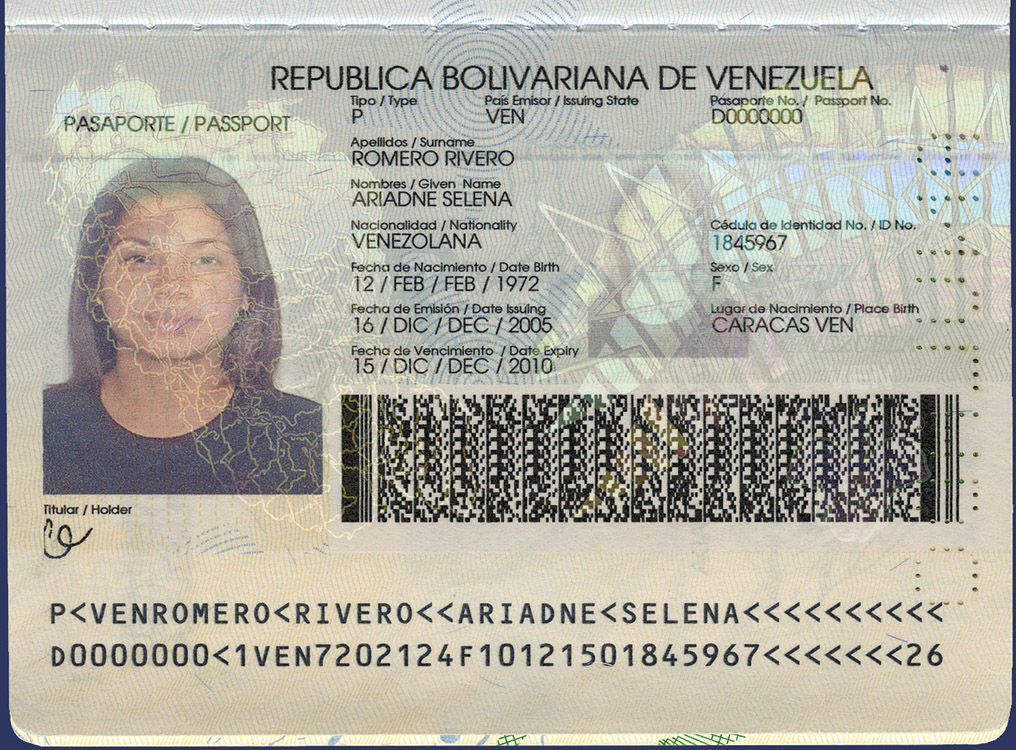 REPUBLICA BOLIVARIANA DE VENEZUELA
PASAPORTE / PASSPORT
Tipo / Type País Emisor / Issuing State Pasaporte No. / Passport No.
P VEN D0000000
Apellidos / Surname
ROMERO RIVERO
Nombres / Given Name
ARIADNE SELENA
Nacionalidad / Nationality Cédula de Identidad No. / ID No.
VENEZOLANA 1845967
Fecha de Nacimiento / Date Birth Sexo / Sex
12 / FEB / FEB / 1972 F
Fecha de Emisión / Date Issuing Lugar de Nacimiento / Place Birth
16 / DIC / DEC / 2005 CARACAS VEN
Fecha de Vencimiento / Date Expiry
15 / DIC / DEC / 2010
Titular / Holder
P<VENROMERO<RIVERO<<ARIADNE<SELENA<<<<<<<<<<
D0000000<1VEN7202124F10121501845967<<<<<<<26